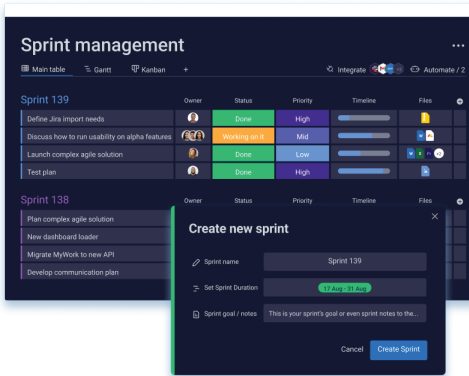 Sprint management
Main table Gantt Kanban + Integrate Automate / 2
Sprint 139 Owner Status Priority Timeline Files
Define Jira import needs Done High
Discuss how to run usability on alpha features Working on it Mid
Launch complex agile solution Done Low +2
Test plan Done High
Sprint 138 Owner Status Priority Timeline Files
Plan complex agile solution
New dashboard loader
Migrate MyWork to new API
Develop communication plan
Create new sprint
Sprint name Sprint 139
Set Sprint Duration 17 Aug - 31 Aug
Sprint goal / notes This is your sprint's goal or even sprint notes to the...
Cancel Create Sprint